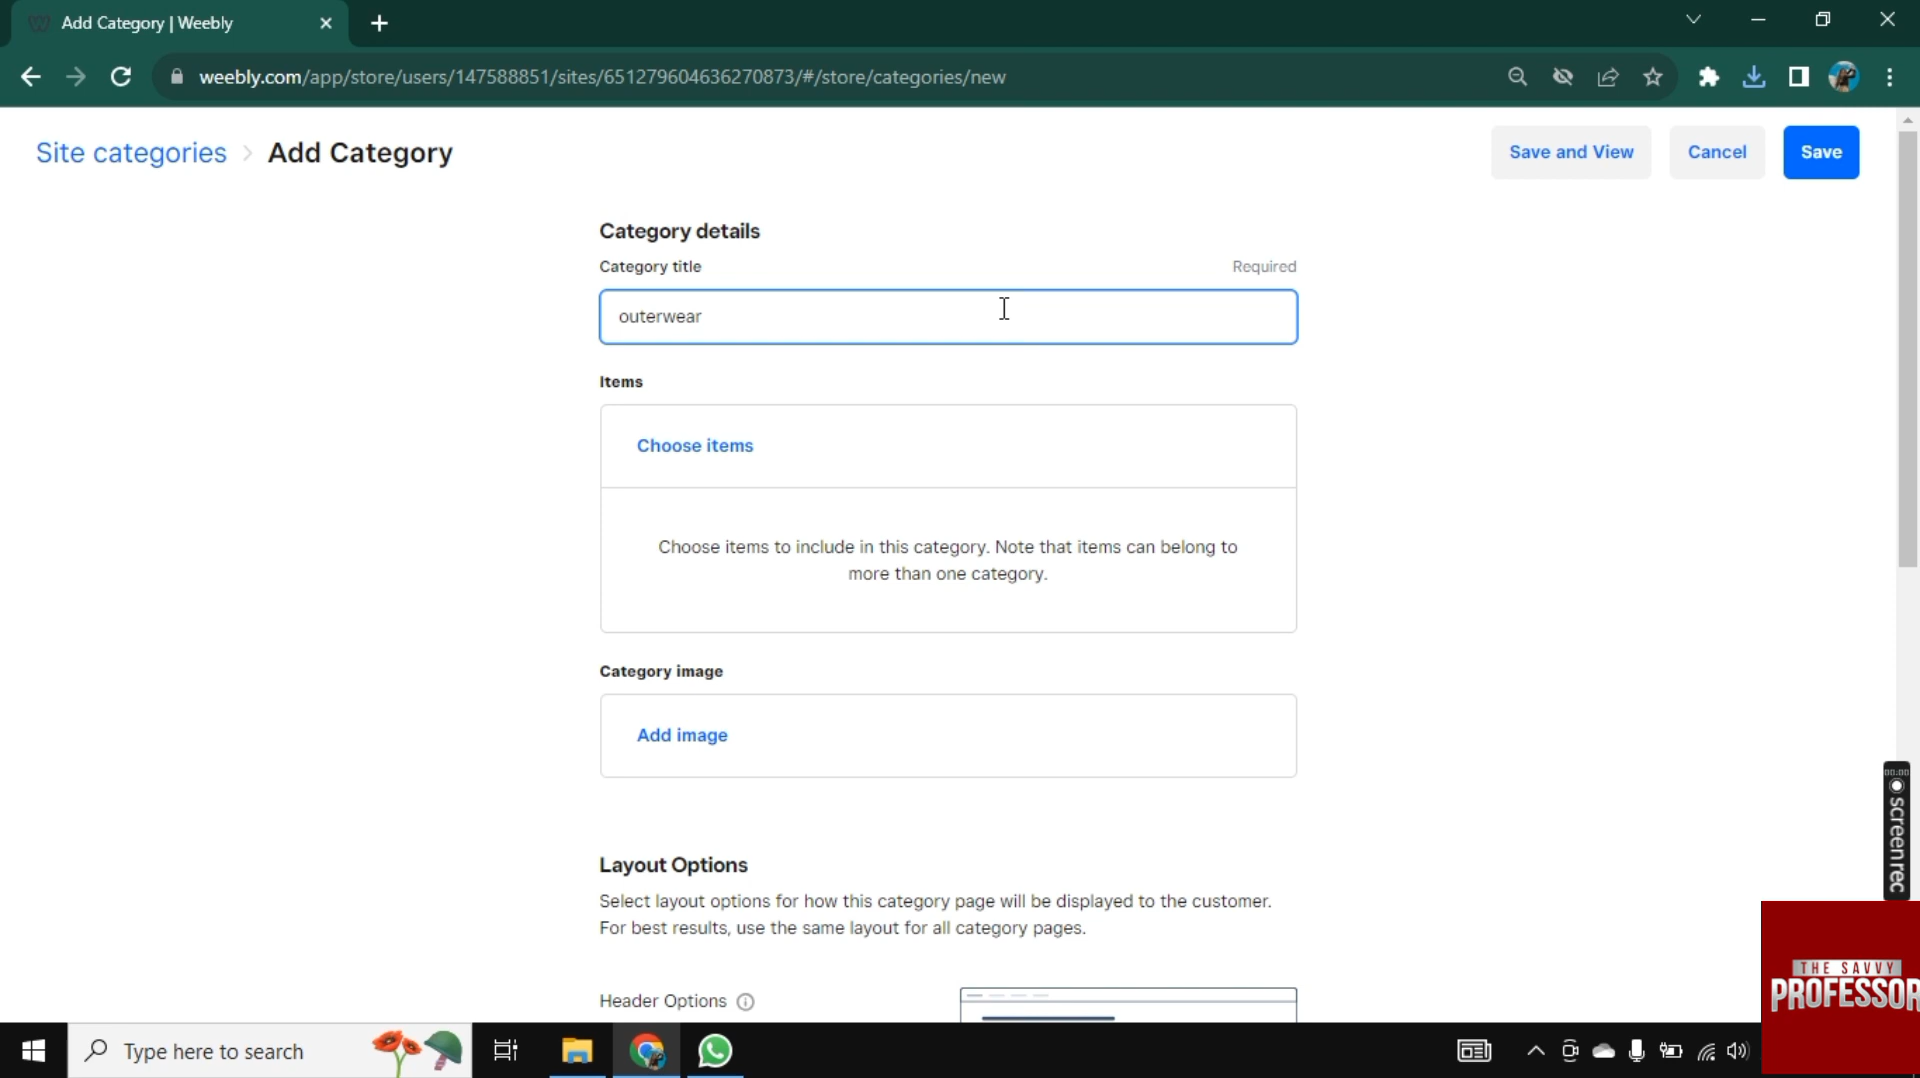 Add Category | Weebly
weebly.com/app/store/users/147588851/sites/651279604636270873/#/store/categories/new
Site categories > Add Category
Save and View
Cancel
Save
Category details
Category title
Required
outerwear
Items
Choose items
Choose items to include in this category. Note that items can belong to
more than one category.
Category image
Add image
Layout Options
Select layout options for how this category page will be displayed to the customer.
For best results, use the same layout for all category pages.
Header Options
00:00
screenrec
THE SAVVY
PROFESSOR
Type here to search